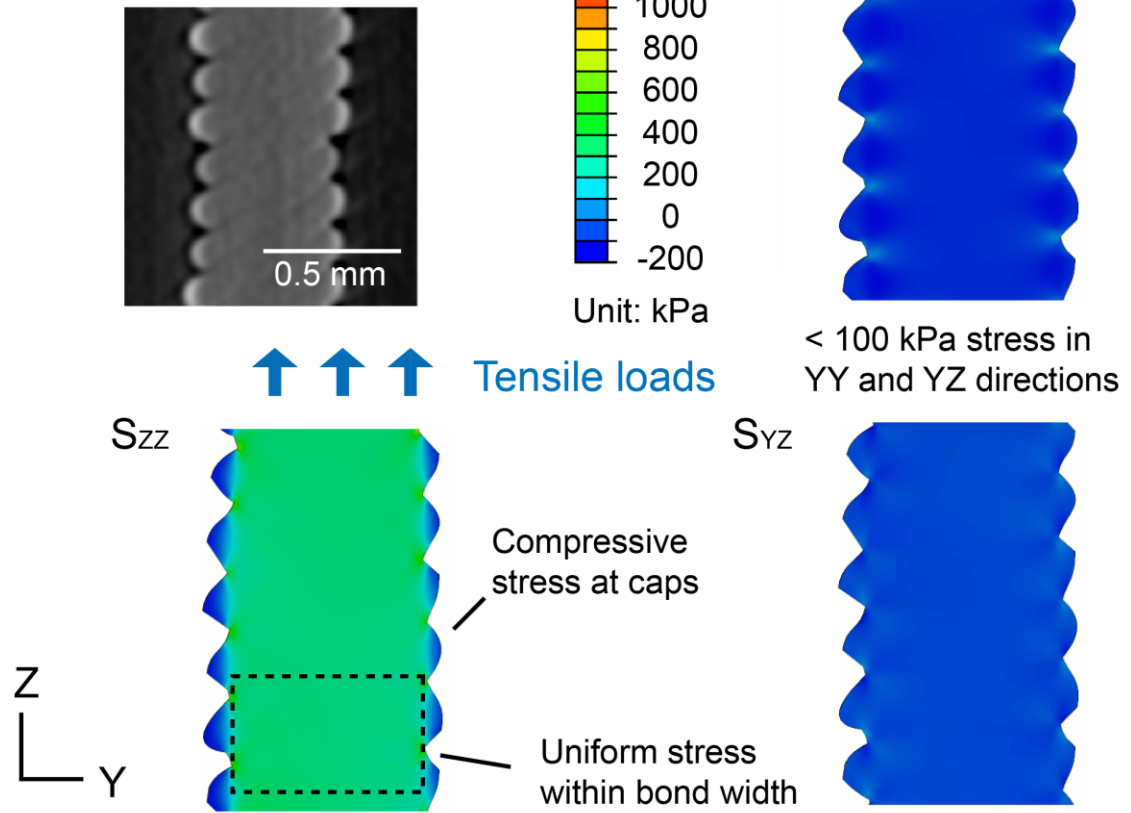 1000
800
600
400
200
0
-200
0.5 mm
Unit: kPa
< 100 kPa stress in
YY and YZ directions
Tensile loads
SZZ
SYZ
Compressive
stress at caps
Z
Y
Uniform stress
within bond width